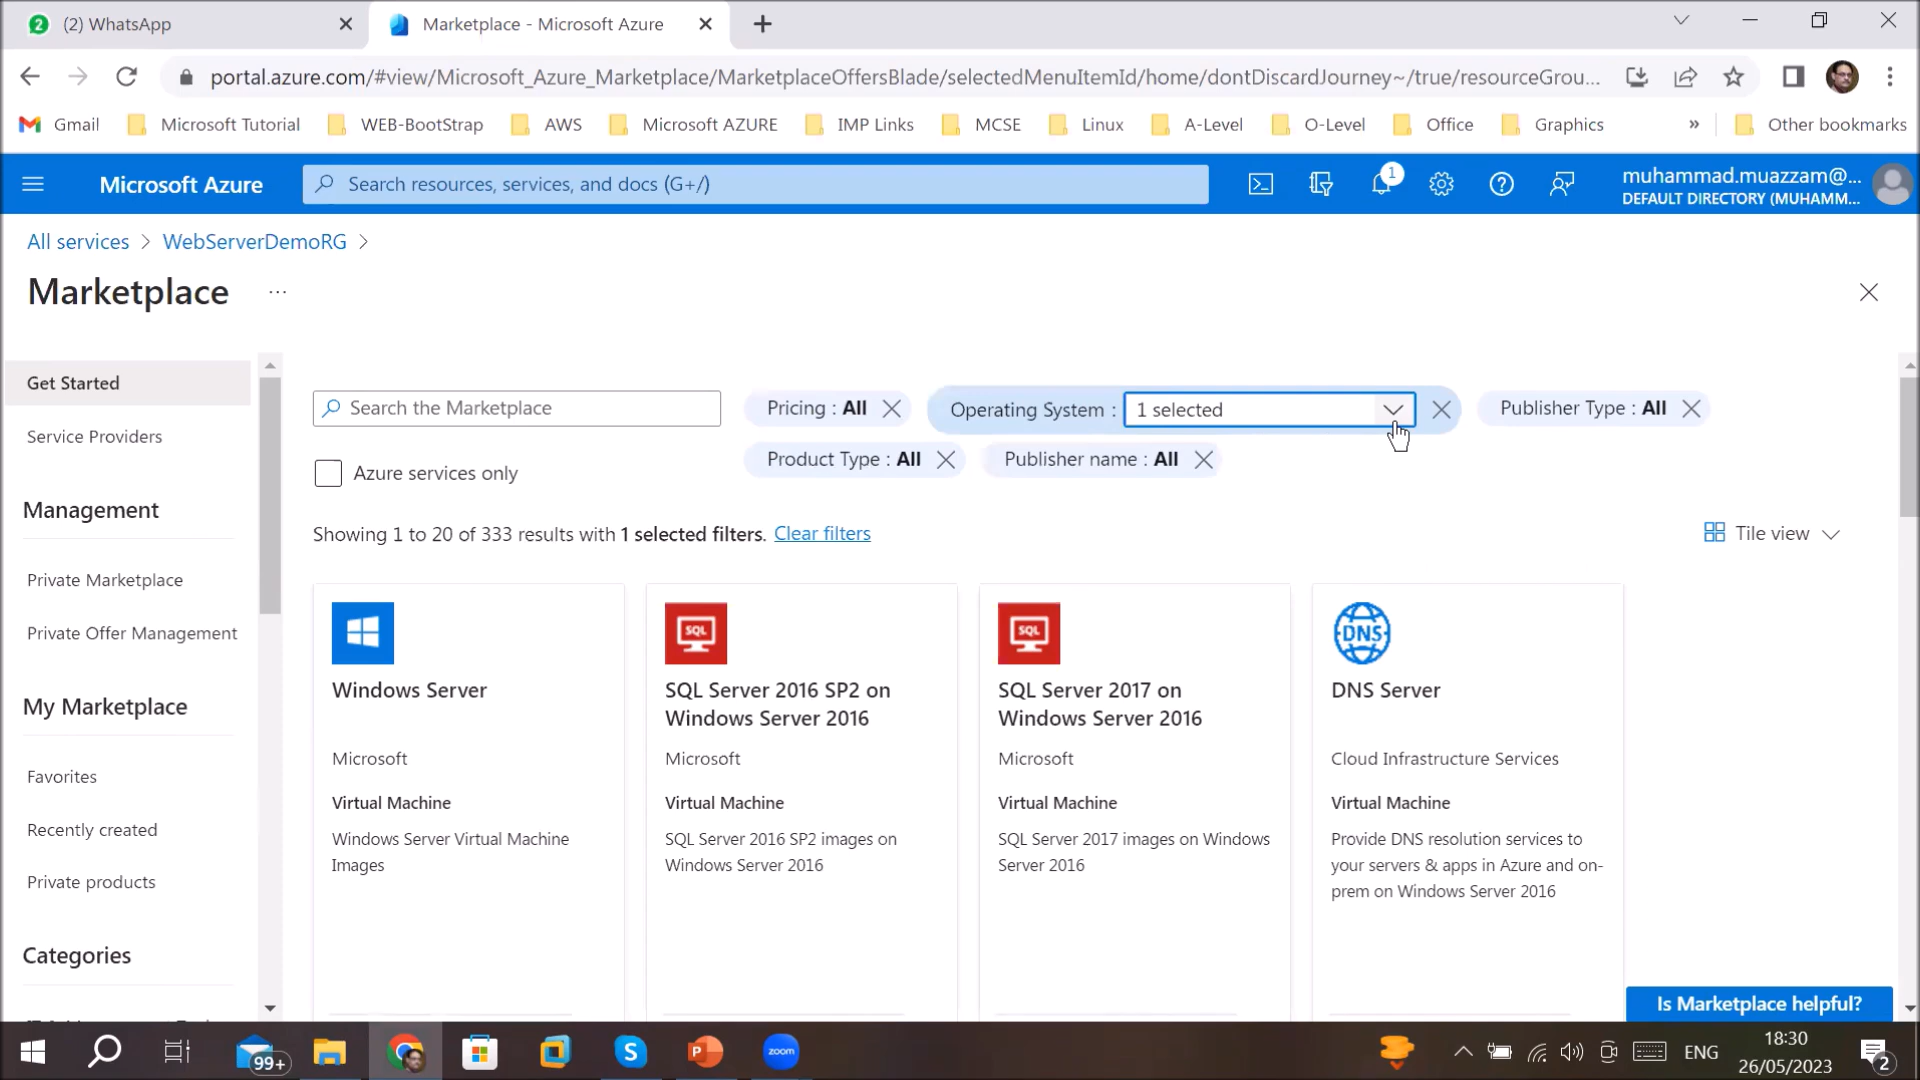 2
(2) WhatsApp
Marketplace - Microsoft Azure
portal.azure.com/#view/Microsoft_Azure_Marketplace/MarketplaceOffersBlade/selectedMenuItemId/home/dontDiscardJourney~/true/resourceGrou...
Gmail
Microsoft Tutorial
WEB-BootStrap
AWS
Microsoft AZURE
IMP Links
MCSE
Linux
A-Level
O-Level
Office
Graphics
»
Other bookmarks
Microsoft Azure
Search resources, services, and docs (G+/)
1
muhammad.muazzam@...
DEFAULT DIRECTORY (MUHAMM...
All services > WebServerDemoRG >
Marketplace ...
Get Started
Service Providers
Management
Private Marketplace
Private Offer Management
My Marketplace
Favorites
Recently created
Private products
Categories
Search the Marketplace
Pricing : All
Operating System : 1 selected
Publisher Type : All
Product Type : All
Publisher name : All
Azure services only
Showing 1 to 20 of 333 results with 1 selected filters. Clear filters
Tile view
Windows Server
Microsoft
Virtual Machine
Windows Server Virtual Machine
Images
SQL
SQL Server 2016 SP2 on
Windows Server 2016
Microsoft
Virtual Machine
SQL Server 2016 SP2 images on
Windows Server 2016
SQL
SQL Server 2017 on
Windows Server 2016
Microsoft
Virtual Machine
SQL Server 2017 images on Windows
Server 2016
DNS
DNS Server
Cloud Infrastructure Services
Virtual Machine
Provide DNS resolution services to
your servers & apps in Azure and on-
prem on Windows Server 2016
Is Marketplace helpful?
99+
S
P
zoom
ENG
18:30
26/05/2023
2